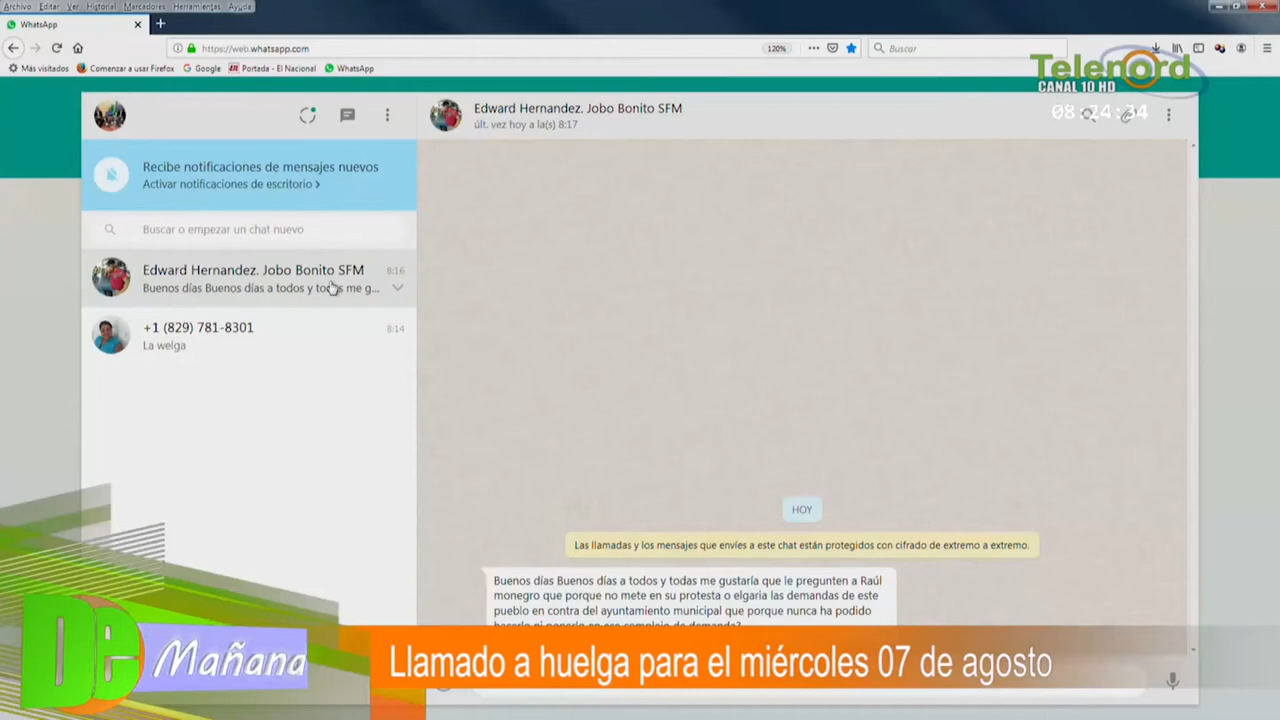 Archivo Editar Ver Historial Marcadores Herramientas Ayuda
WhatsApp
https://web.whatsapp.com
120%
Buscar
Más visitados Comenzar a usar Firefox Google Portada - El Nacional WhatsApp
Telenord
CANAL 10 HD
08:24:34
Edward Hernandez. Jobo Bonito SFM
últ. vez hoy a la(s) 8:17
Recibe notificaciones de mensajes nuevos
Activar notificaciones de escritorio >
Buscar o empezar un chat nuevo
Edward Hernandez. Jobo Bonito SFM 8:16
Buenos días Buenos días a todos y todas me g...
+1 (829) 781-8301 8:14
La welga
HOY
Las llamadas y los mensajes que envíes a este chat están protegidos con cifrado de extremo a extremo.
Buenos días Buenos días a todos y todas me gustaría que le pregunten a Raúl
monegro que porque no mete en su protesta o elgaria las demandas de este
pueblo en contra del ayuntamiento municipal que porque nunca ha podido
De Mañana
Llamado a huelga para el miércoles 07 de agosto